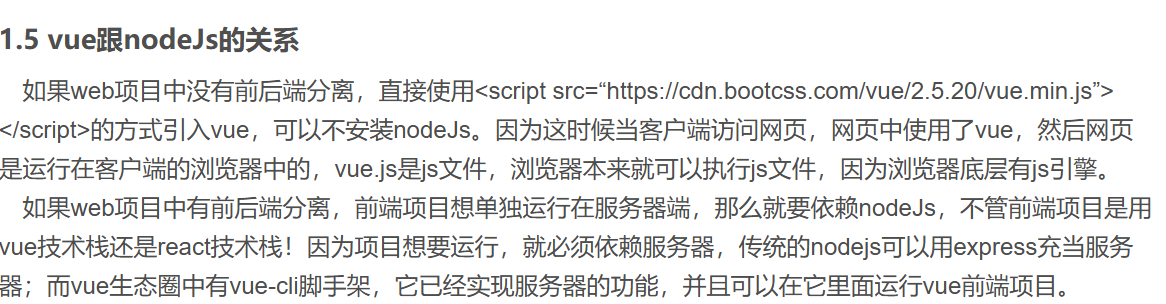 1.5 vue跟nodeJs的关系
如果web项目中没有前后端分离，直接使用<script src=“https://cdn.bootcss.com/vue/2.5.20/vue.min.js”>
</script>的方式引入vue，可以不安装nodeJs。因为这时候当客户端访问网页，网页中使用了vue，然后网页
是运行在客户端的浏览器中的，vue.js是js文件，浏览器本来就可以执行js文件，因为浏览器底层有js引擎。
如果web项目中有前后端分离，前端项目想单独运行在服务器端，那么就要依赖nodeJs，不管前端项目是用
vue技术栈还是react技术栈！因为项目想要运行，就必须依赖服务器，传统的nodejs可以用express充当服务
器；而vue生态圈中有vue-cli脚手架，它已经实现服务器的功能，并且可以在它里面运行vue前端项目。